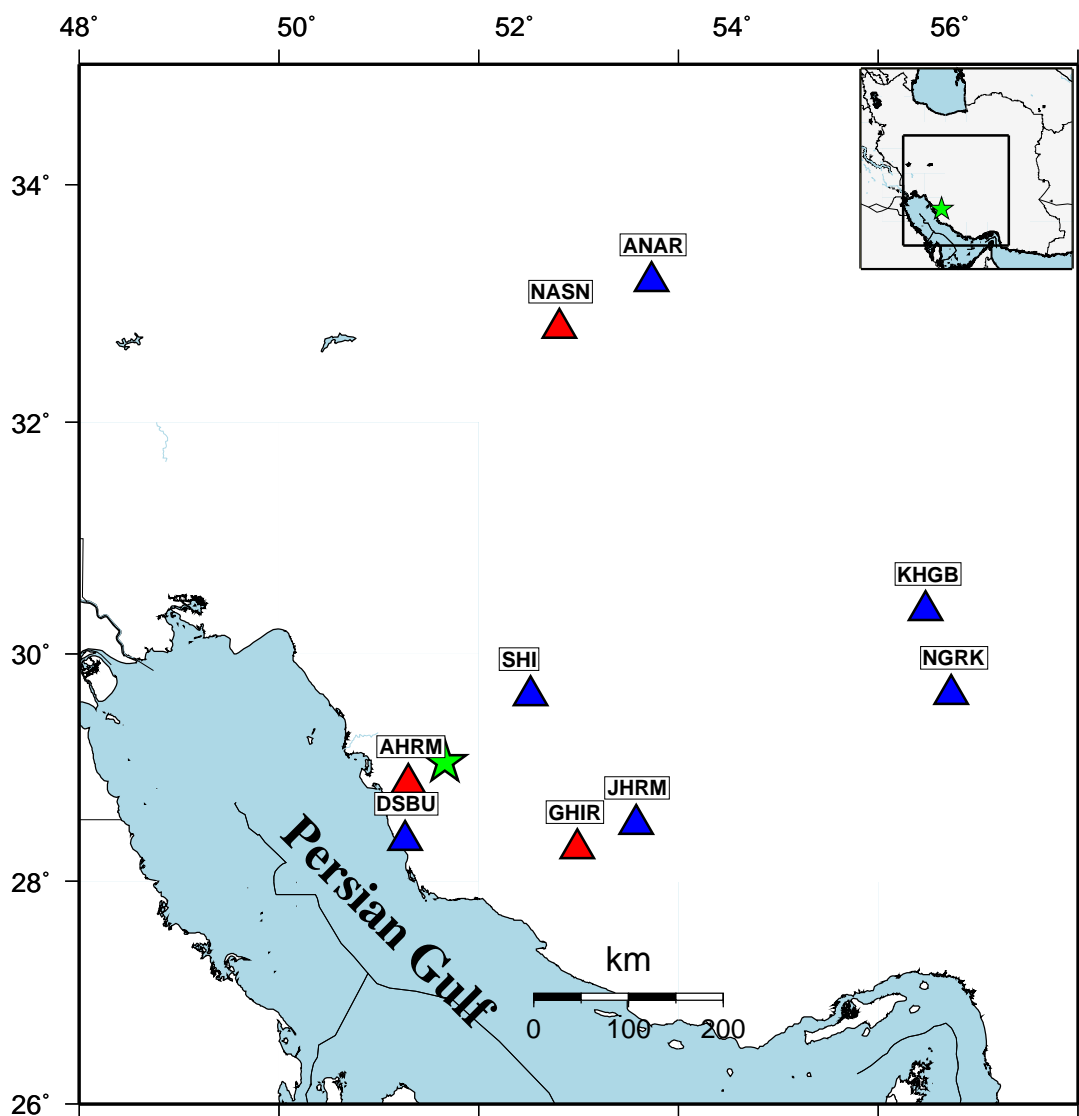 48 50˚ 52˚ 54˚ 56˚
34˚
ANAR
NASN
32˚
KHGB
30˚
SHI
NGRK
AHRM
DSBU
JHRM
GHIR
28˚
Persian Gulf
km
0 100 200
26˚